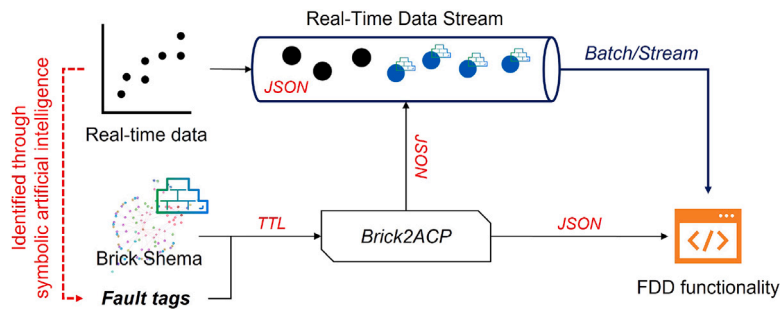 Real-Time Data Stream
JSON
Batch/Stream
Real-time data
Identified through
symbolic artificial intelligence
JSON
Brick Shema
TTL
Brick2ACP
JSON
Fault tags
FDD functionality